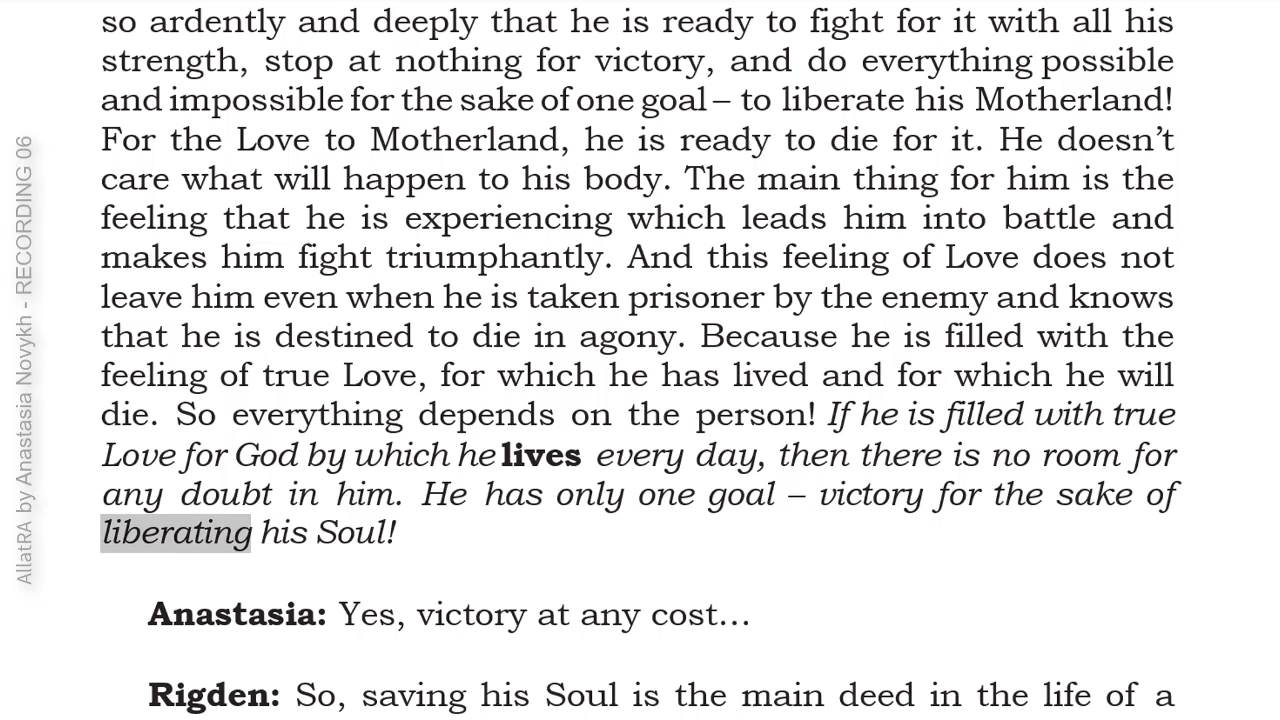 so ardently and deeply that he is ready to fight for it with all his
strength, stop at nothing for victory, and do everything possible
and impossible for the sake of one goal – to liberate his Motherland!
For the Love to Motherland, he is ready to die for it. He doesn’t
care what will happen to his body. The main thing for him is the
feeling that he is experiencing which leads him into battle and
makes him fight triumphantly. And this feeling of Love does not
leave him even when he is taken prisoner by the enemy and knows
that he is destined to die in agony. Because he is filled with the
feeling of true Love, for which he has lived and for which he will
die. So everything depends on the person! If he is filled with true
Love for God by which he lives every day, then there is no room for
any doubt in him. He has only one goal – victory for the sake of
liberating his Soul!
Anastasia: Yes, victory at any cost...
Rigden: So, saving his Soul is the main deed in the life of a
AllatRA by Anastasia Novykh - RECORDING 06